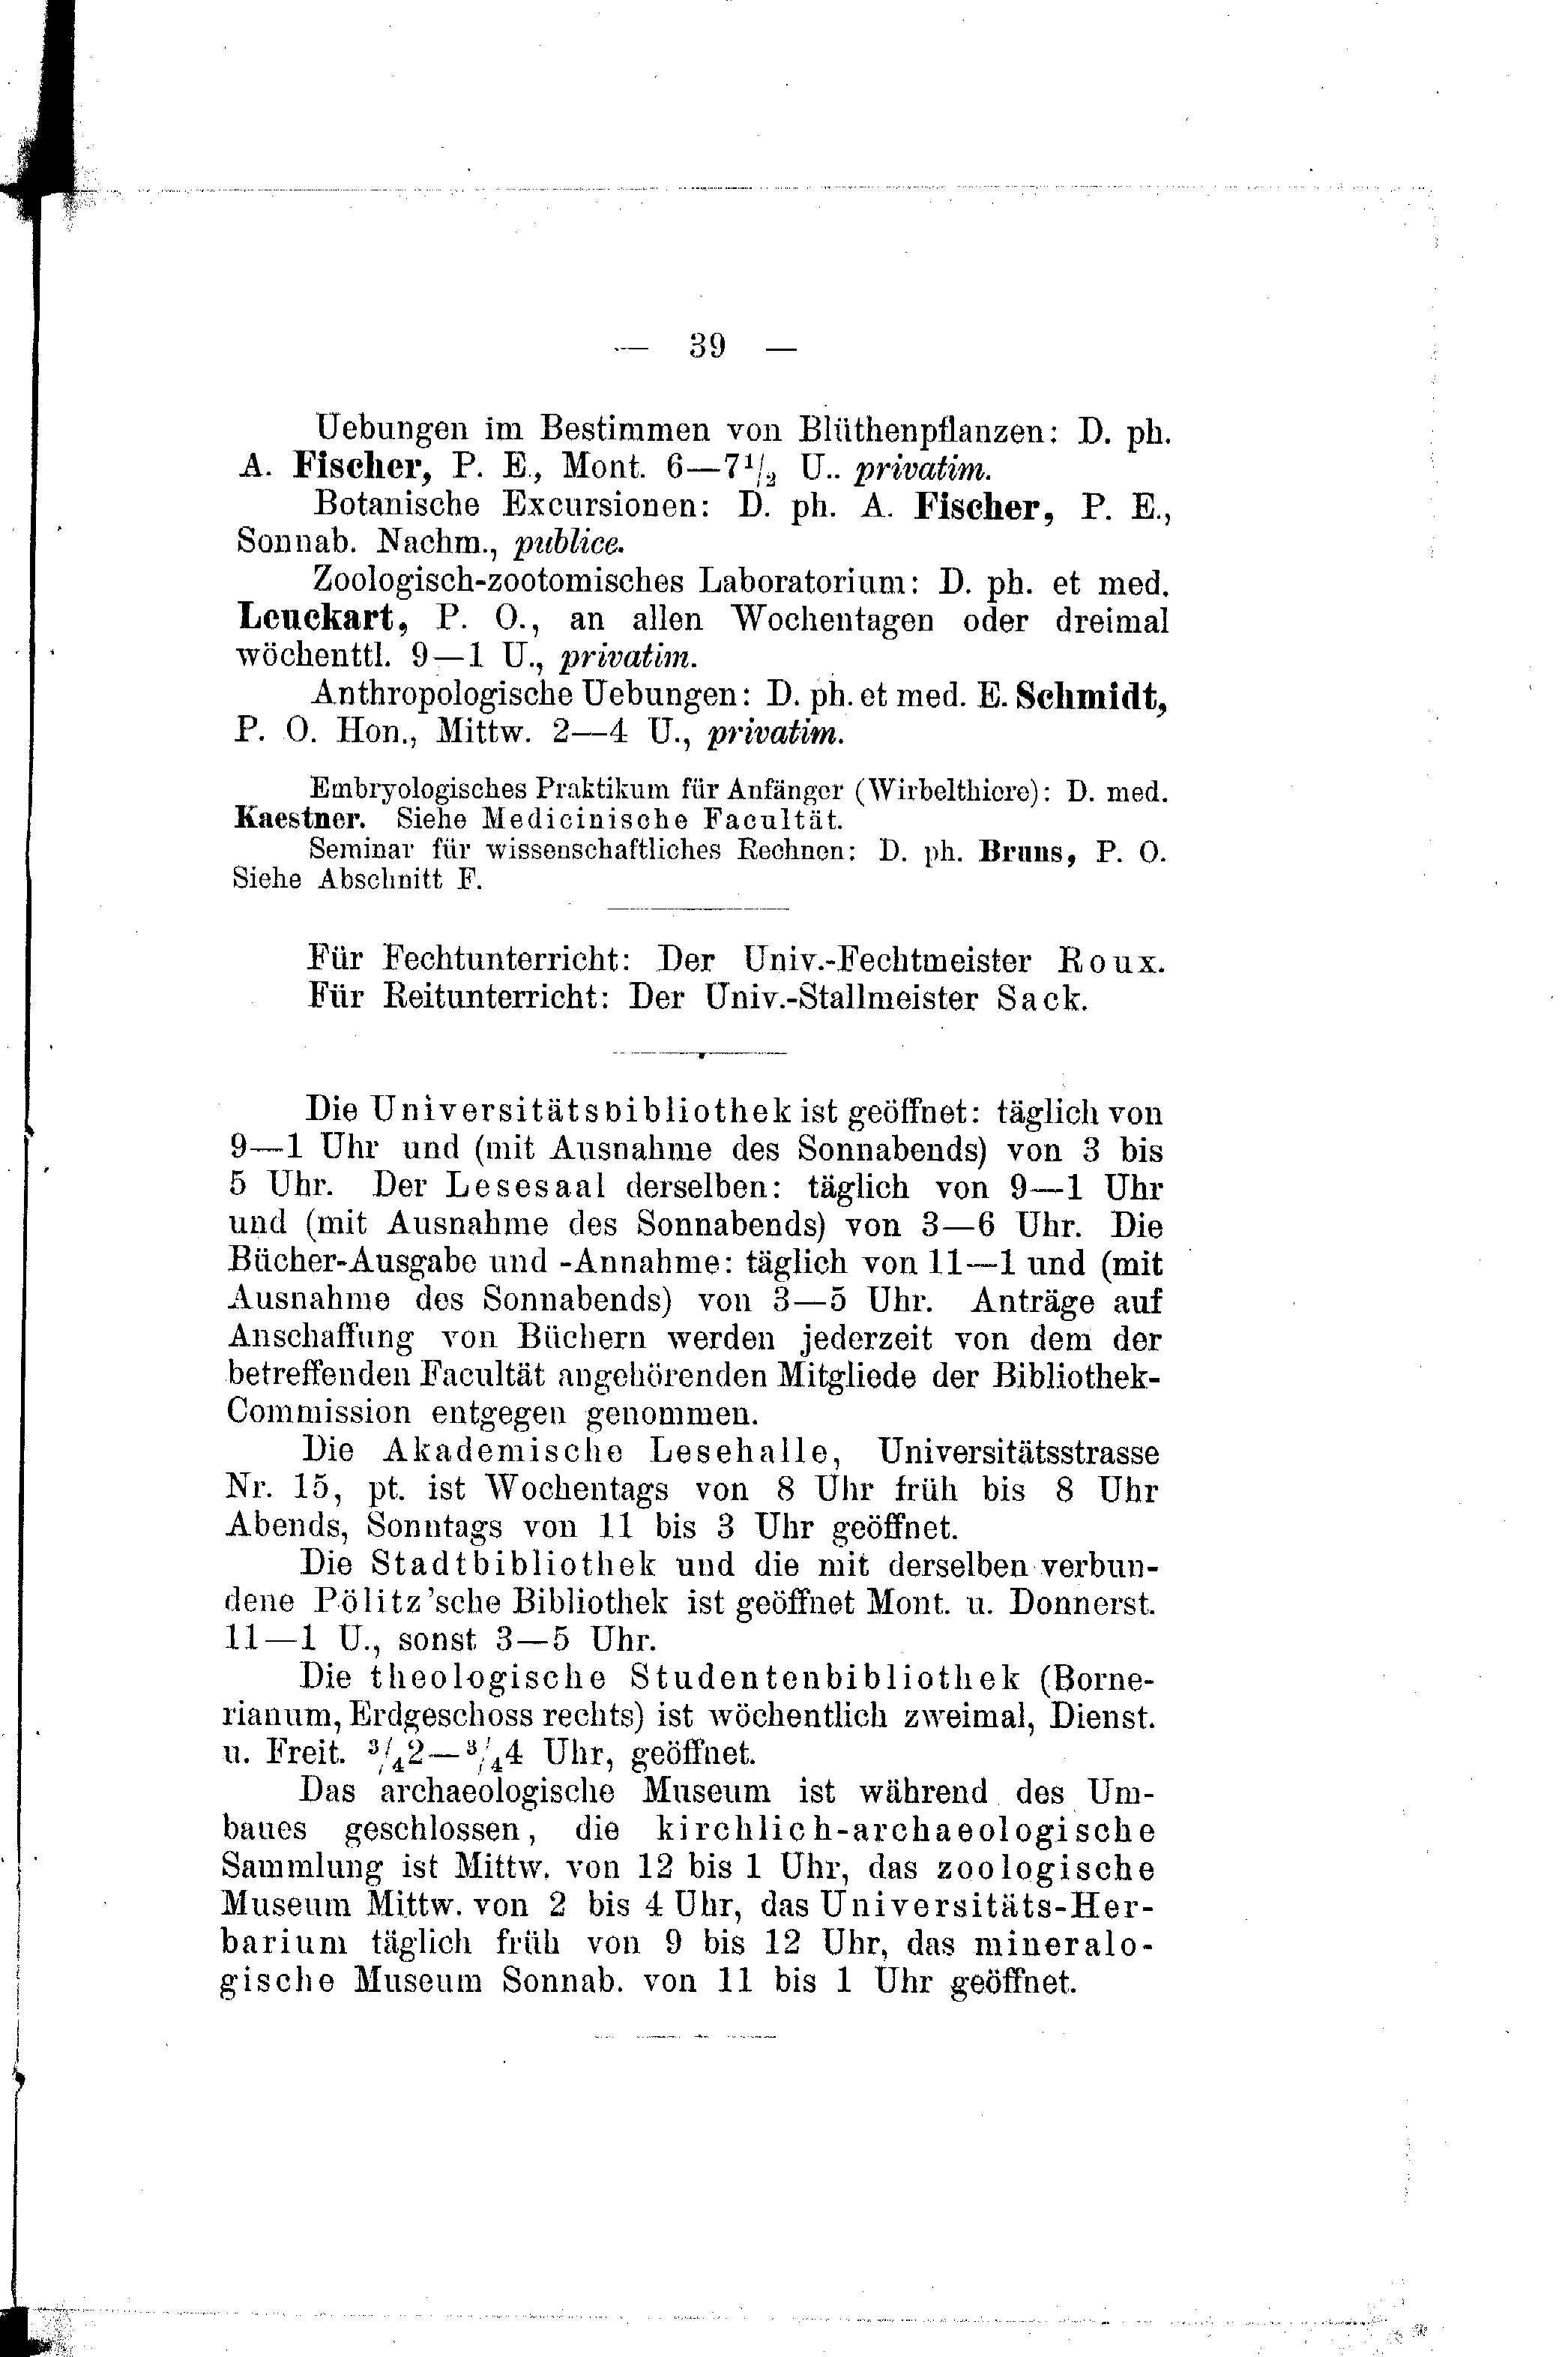 — 39 —
Uebungen im Bestimmen von Blüthenpflanzen: D. ph.
A. Fischer, P. E., Mont. 6—7¹/₂ U.. privatim.
Botanische Excursionen: D. ph. A. Fischer, P. E.,
Sonnab. Nachm., publice.
Zoologisch-zootomisches Laboratorium: D. ph. et med.
Leuckart, P. O., an allen Wochentagen oder dreimal
wöchenttl. 9—1 U., privatim.
Anthropologische Uebungen: D. ph. et med. E. Schmidt,
P. O. Hon., Mittw. 2—4 U., privatim.
Embryologisches Praktikum für Anfänger (Wirbelthiere): D. med.
Kaestner. Siehe Medicinische Facultät.
Seminar für wissenschaftliches Rechnen: D. ph. Bruns, P. O.
Siehe Abschnitt F.
Für Fechtunterricht: Der Univ.-Fechtmeister Roux.
Für Reitunterricht: Der Univ.-Stallmeister Sack.
Die Universitätsbibliothek ist geöffnet: täglich von
9—1 Uhr und (mit Ausnahme des Sonnabends) von 3 bis
5 Uhr. Der Lesesaal derselben: täglich von 9—1 Uhr
und (mit Ausnahme des Sonnabends) von 3—6 Uhr. Die
Bücher-Ausgabe und -Annahme: täglich von 11—1 und (mit
Ausnahme des Sonnabends) von 3—5 Uhr. Anträge auf
Anschaffung von Büchern werden jederzeit von dem der
betreffenden Facultät angehörenden Mitgliede der Bibliothek-
Commission entgegen genommen.
Die Akademische Lesehalle, Universitätsstrasse
Nr. 15, pt. ist Wochentags von 8 Uhr früh bis 8 Uhr
Abends, Sonntags von 11 bis 3 Uhr geöffnet.
Die Stadtbibliothek und die mit derselben verbun-
dene Pölitz'sche Bibliothek ist geöffnet Mont. u. Donnerst.
11—1 U., sonst 3—5 Uhr.
Die theologische Studentenbibliothek (Borne-
rianum, Erdgeschoss rechts) ist wöchentlich zweimal, Dienst.
u. Freit. ³/₄2—³/₄4 Uhr, geöffnet.
Das archaeologische Museum ist während des Um-
baues geschlossen, die kirchlich-archaeologische
Sammlung ist Mittw. von 12 bis 1 Uhr, das zoologische
Museum Mittw. von 2 bis 4 Uhr, das Universitäts-Her-
barium täglich früh von 9 bis 12 Uhr, das mineralo-
gische Museum Sonnab. von 11 bis 1 Uhr geöffnet.